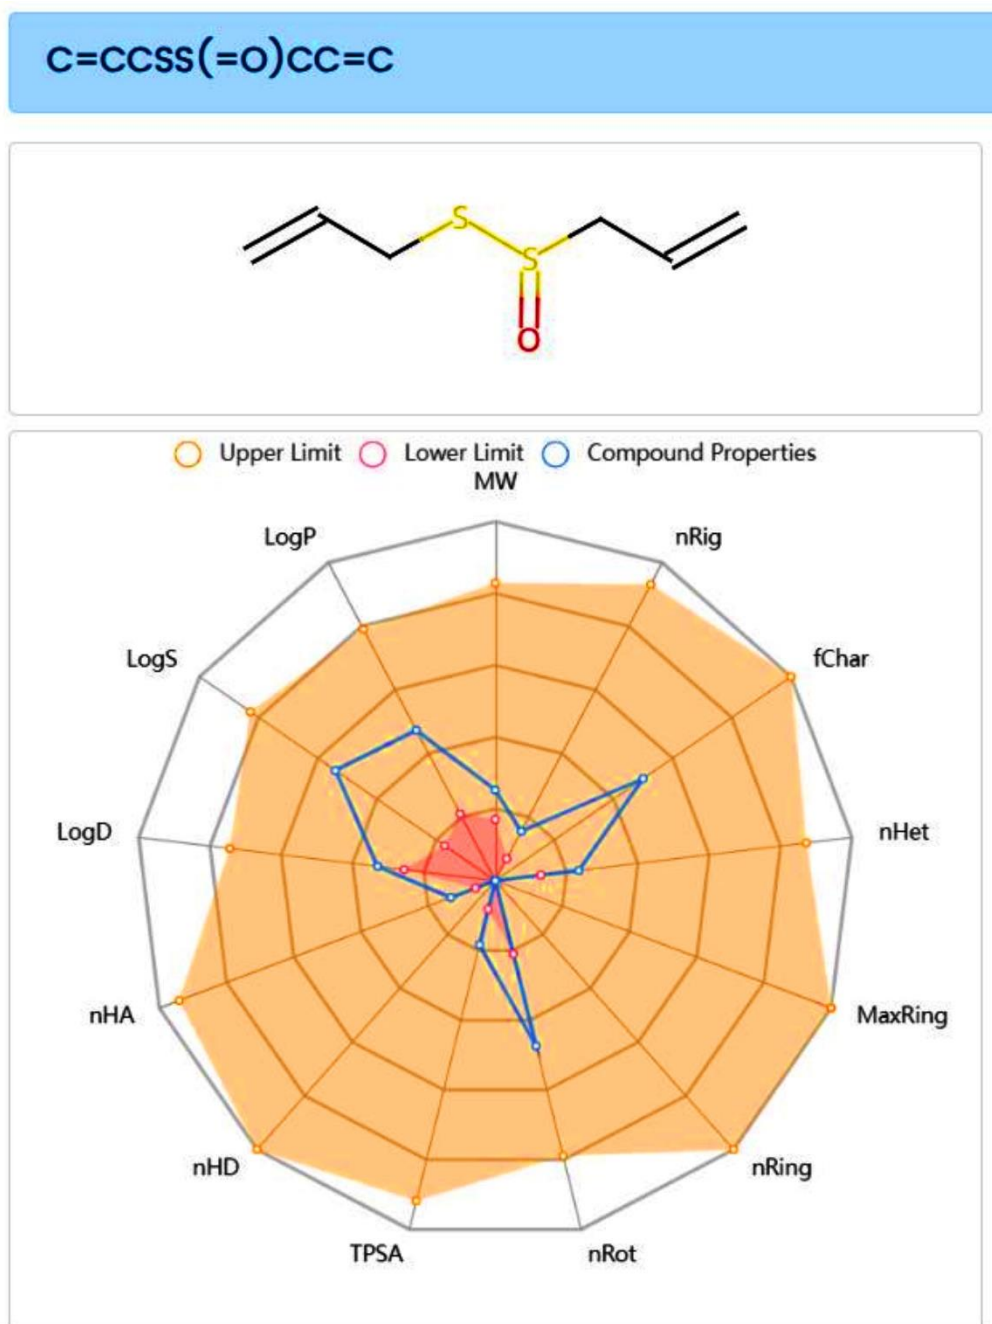 C=CCSS(=O)CC=C
S
S
O
Upper Limit Lower Limit Compound Properties
MW
LogP nRig
LogS fChar
LogD nHet
nHA MaxRing
nHD nRing
TPSA nRot